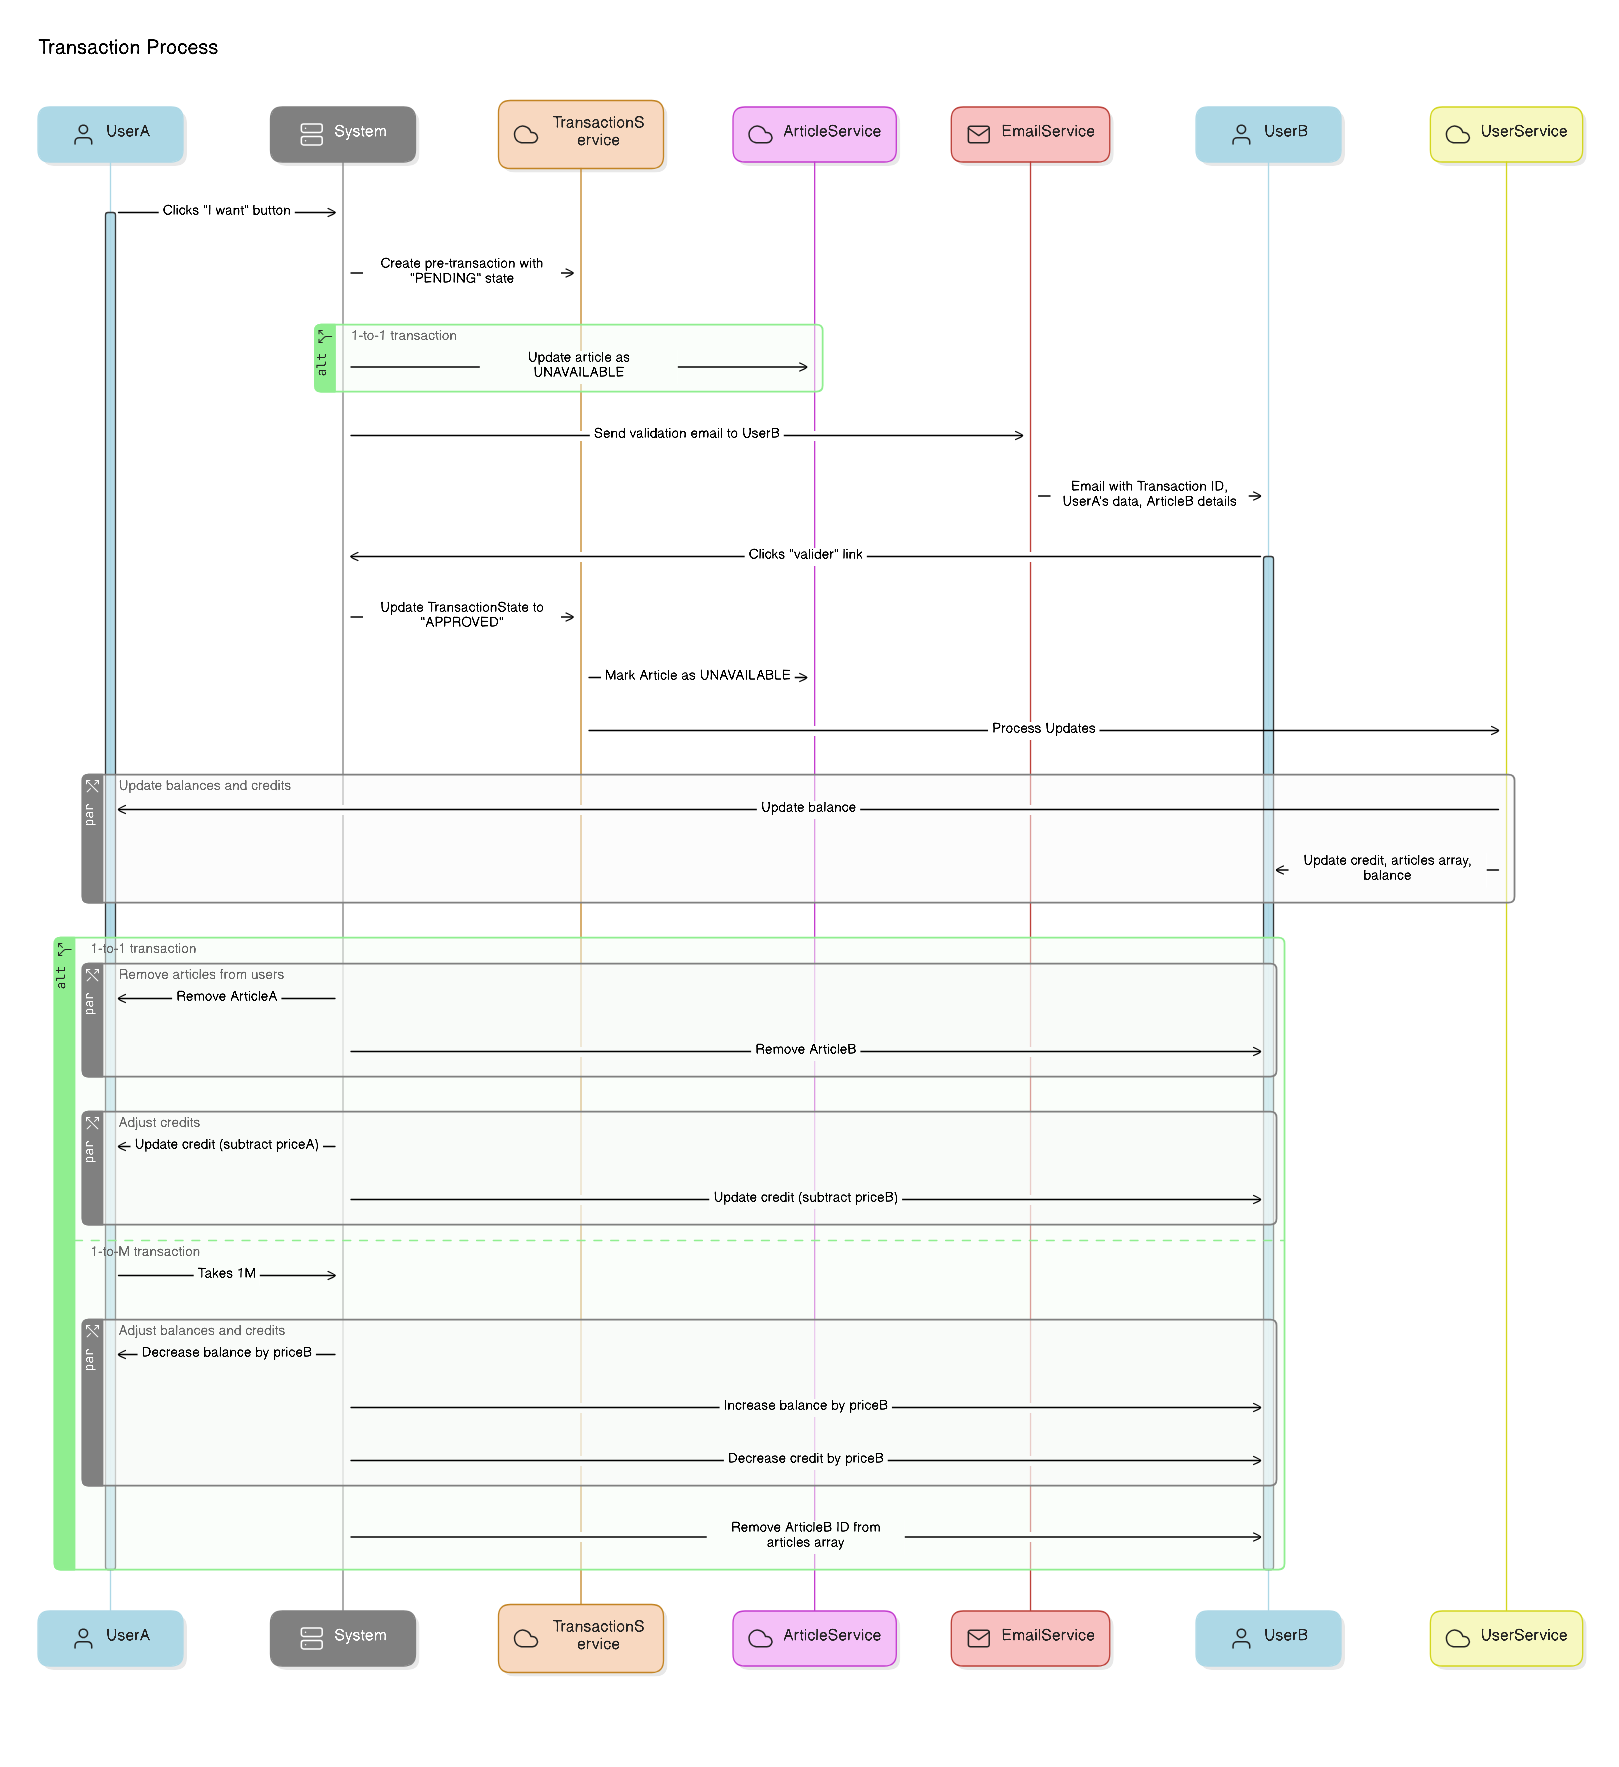 Transaction Process
UserA
System
TransactionS
ervice
ArticleService
EmailService
UserB
UserService
Clicks "I want" button
Create pre-transaction with
"PENDING" state
alt
1-to-1 transaction
Update article as
UNAVAILABLE
Send validation email to UserB
Email with Transaction ID,
UserA's data, ArticleB details
Clicks "valider" link
Update TransactionState to
"APPROVED"
Mark Article as UNAVAILABLE
Process Updates
par
Update balances and credits
Update balance
Update credit, articles array,
balance
alt
1-to-1 transaction
par
Remove articles from users
Remove ArticleA
Remove ArticleB
par
Adjust credits
Update credit (subtract priceA)
Update credit (subtract priceB)
1-to-M transaction
Takes 1M
par
Adjust balances and credits
Decrease balance by priceB
Increase balance by priceB
Decrease credit by priceB
Remove ArticleB ID from
articles array
UserA
System
TransactionS
ervice
ArticleService
EmailService
UserB
UserService